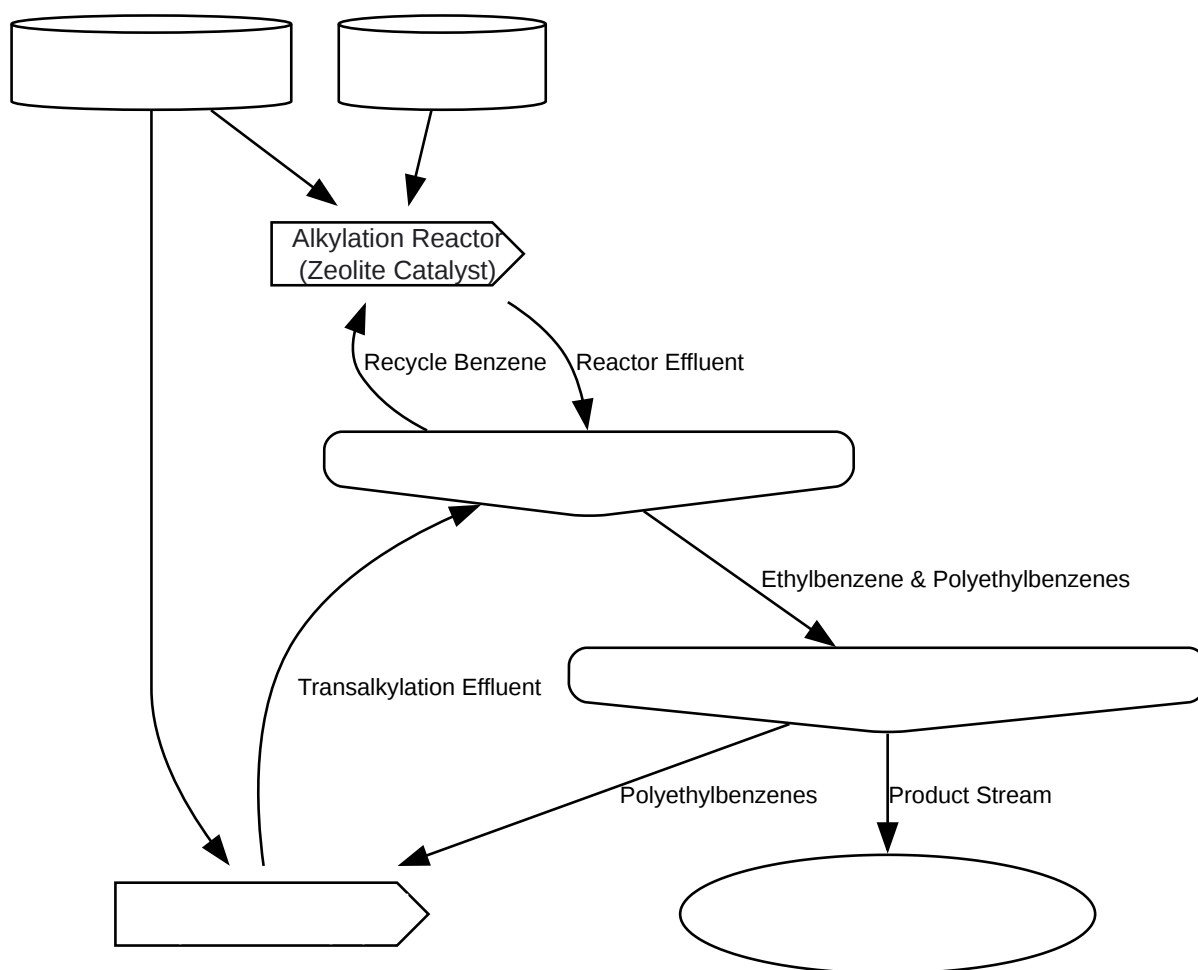 Alkylation Reactor
(Zeolite Catalyst)
Recycle Benzene
Reactor Effluent
Ethylbenzene & Polyethylbenzenes
Transalkylation Effluent
Polyethylbenzenes
Product Stream